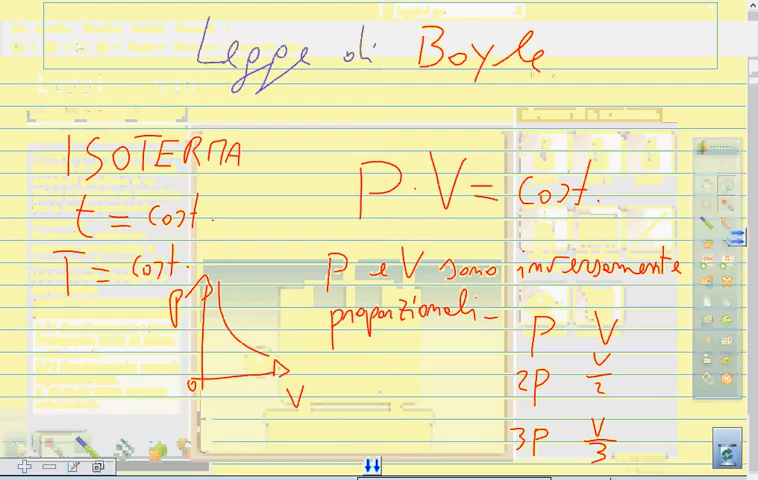 Legge di Boyle
ISOTERMA
t = cost.
T = cost.
P · V = cost.
P e V sono inversamente
proporzionali -
P
0
V
P V
2P V/2
3P V/3